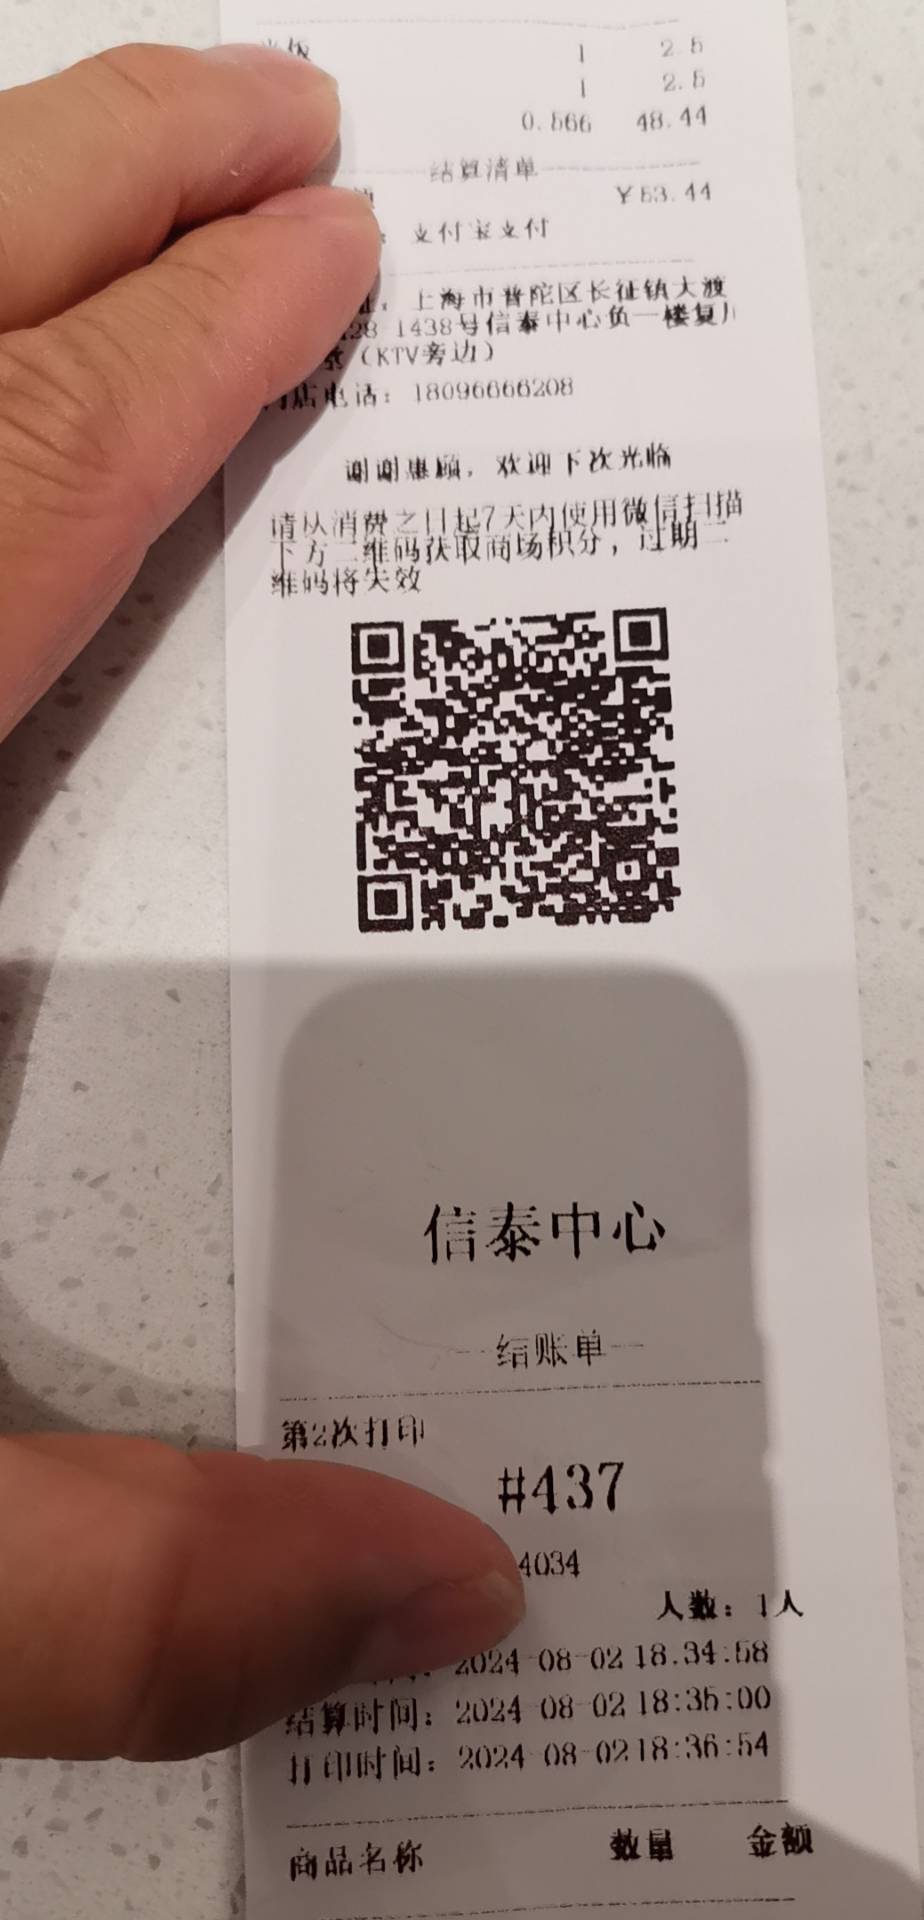 米饭 1 2.5
1 2.5
0.566 48.44
结算清单
¥53.44
：支付宝支付
址：上海市普陀区长征镇大渡
1438号信泰中心负一楼复
（KTV旁边）
门店电话：18096666208
谢谢惠顾，欢迎下次光临
请从消费之日起7天内使用微信扫描
下方二维码获取商场积分，过期二
维码将失效
信泰中心
结账单
第2次打印
#437
4034
人数：1人
2024-08-02 18:34:58
结算时间：2024-08-02 18:35:00
打印时间：2024-08-02 18:36:54
商品名称 数量 金额